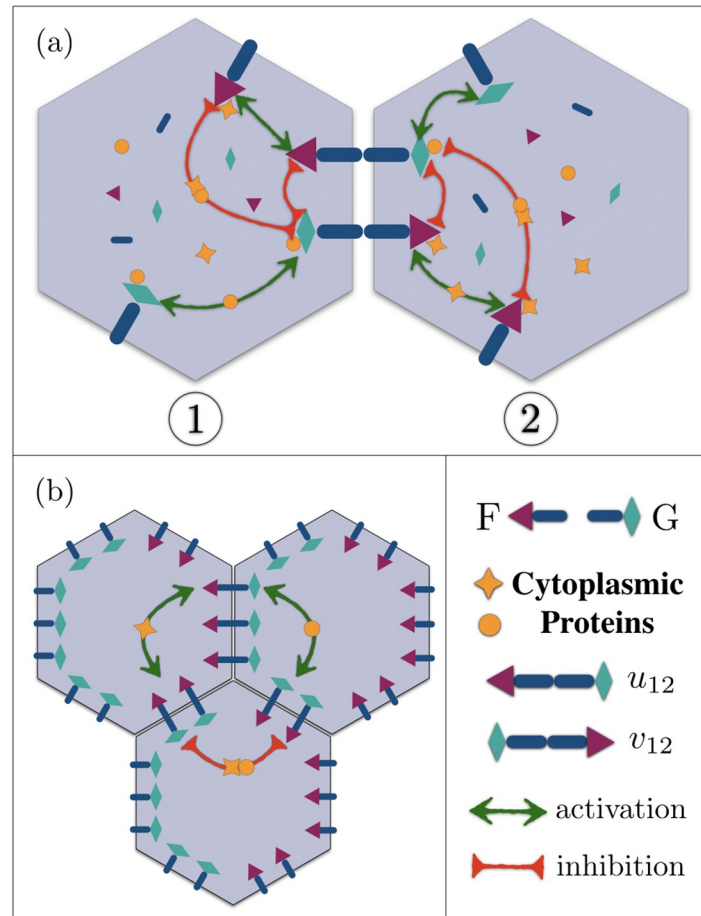 (a)
1 2
(b)
F G
Cytoplasmic
Proteins
u₁₂
v₁₂
activation
inhibition